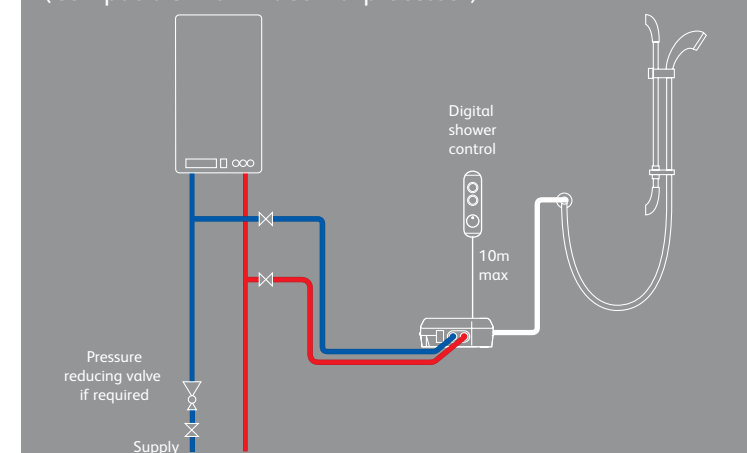 Digital
shower
control
10m
max
Pressure
reducing valve
if required
Supply